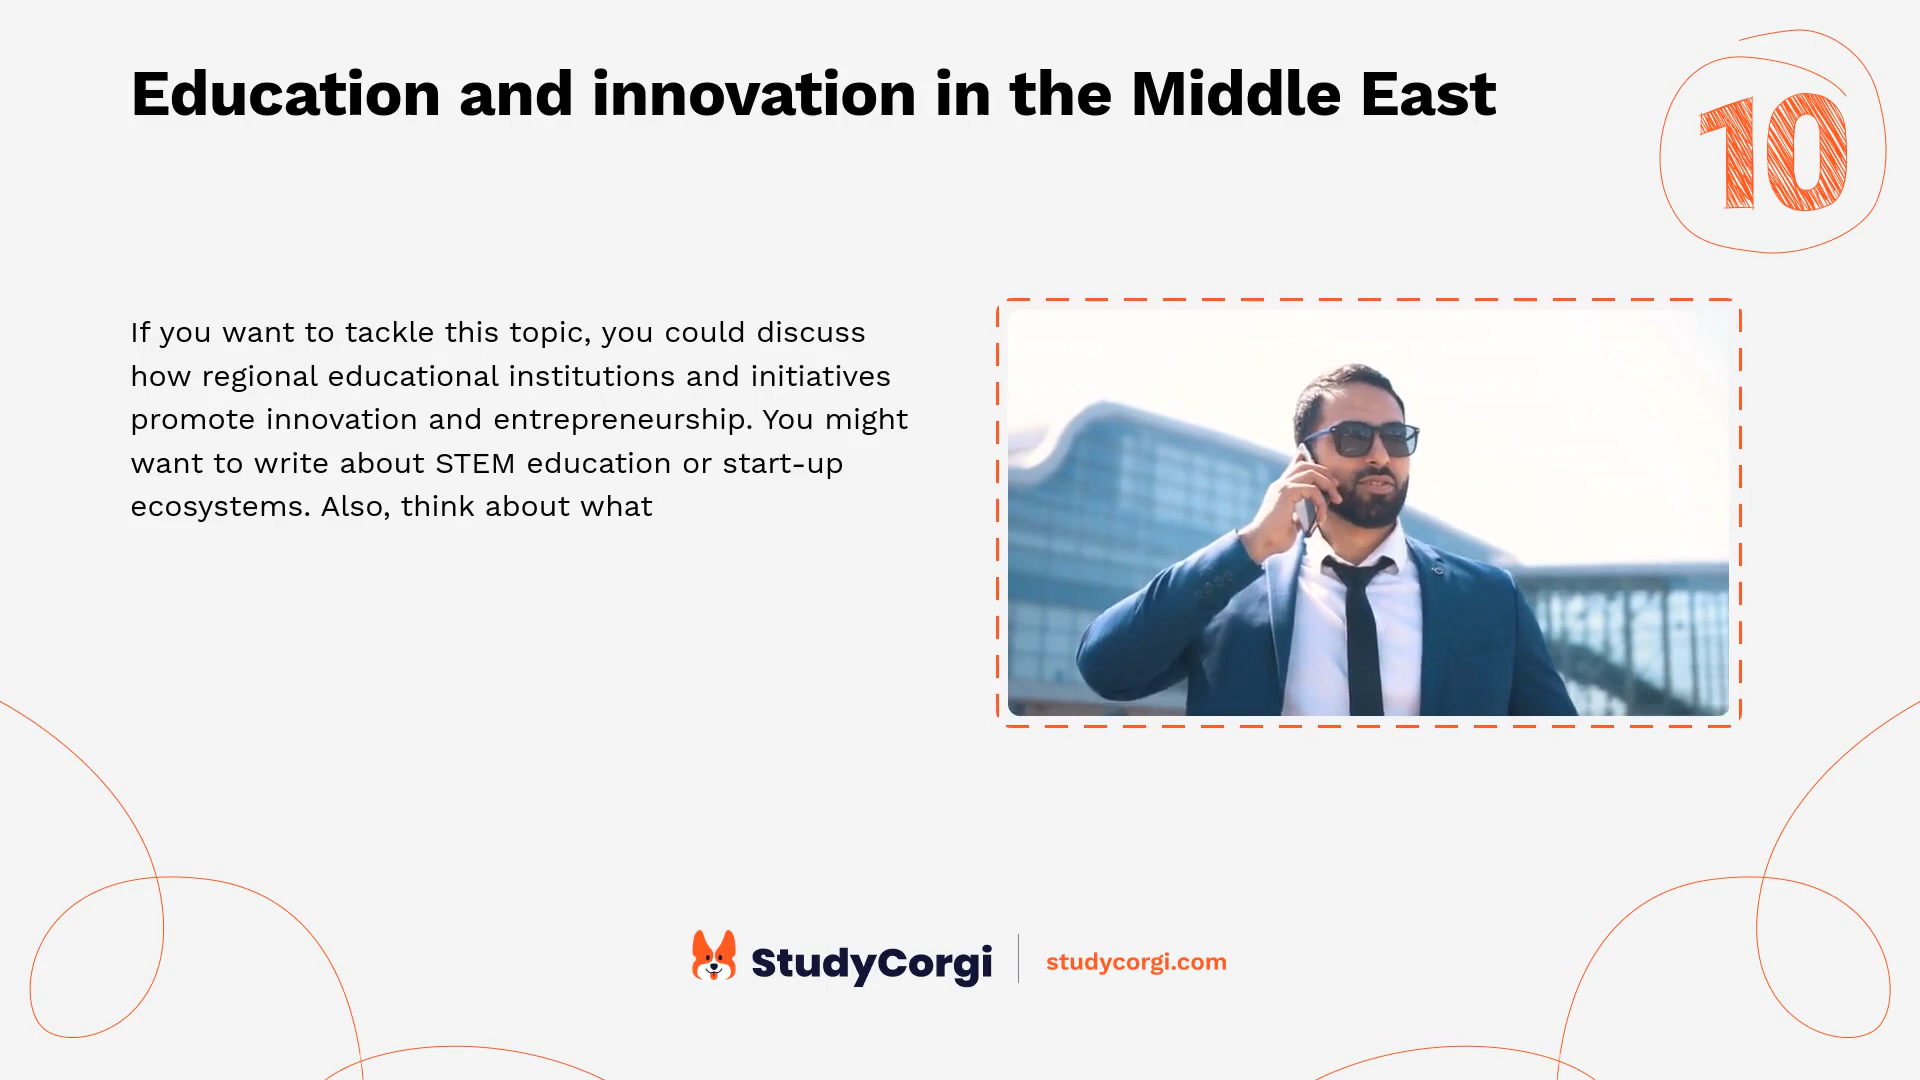 Education and innovation in the Middle East
10
If you want to tackle this topic, you could discuss
how regional educational institutions and initiatives
promote innovation and entrepreneurship. You might
want to write about STEM education or start-up
ecosystems. Also, think about what
StudyCorgi
studycorgi.com